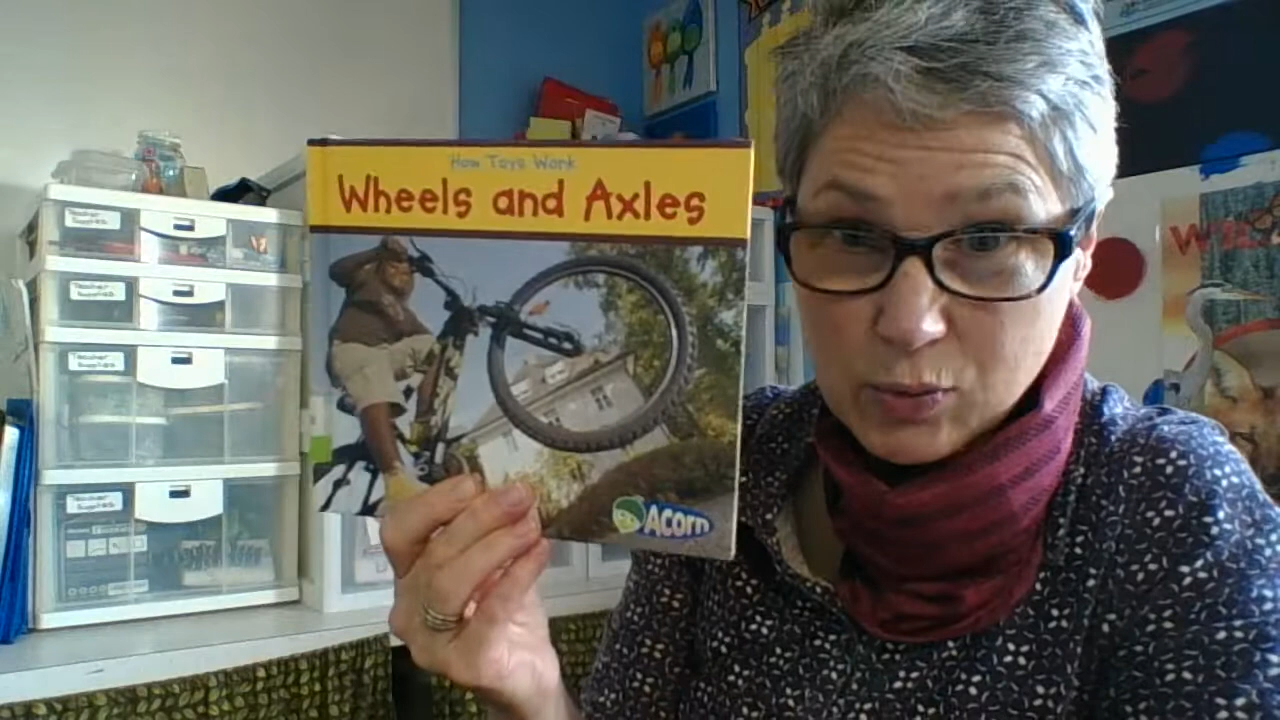 How Toys Work
Wheels and Axles
Acorn
Teacher
Supplies
Teacher
Supplies
Teacher
Supplies
Teacher
Supplies